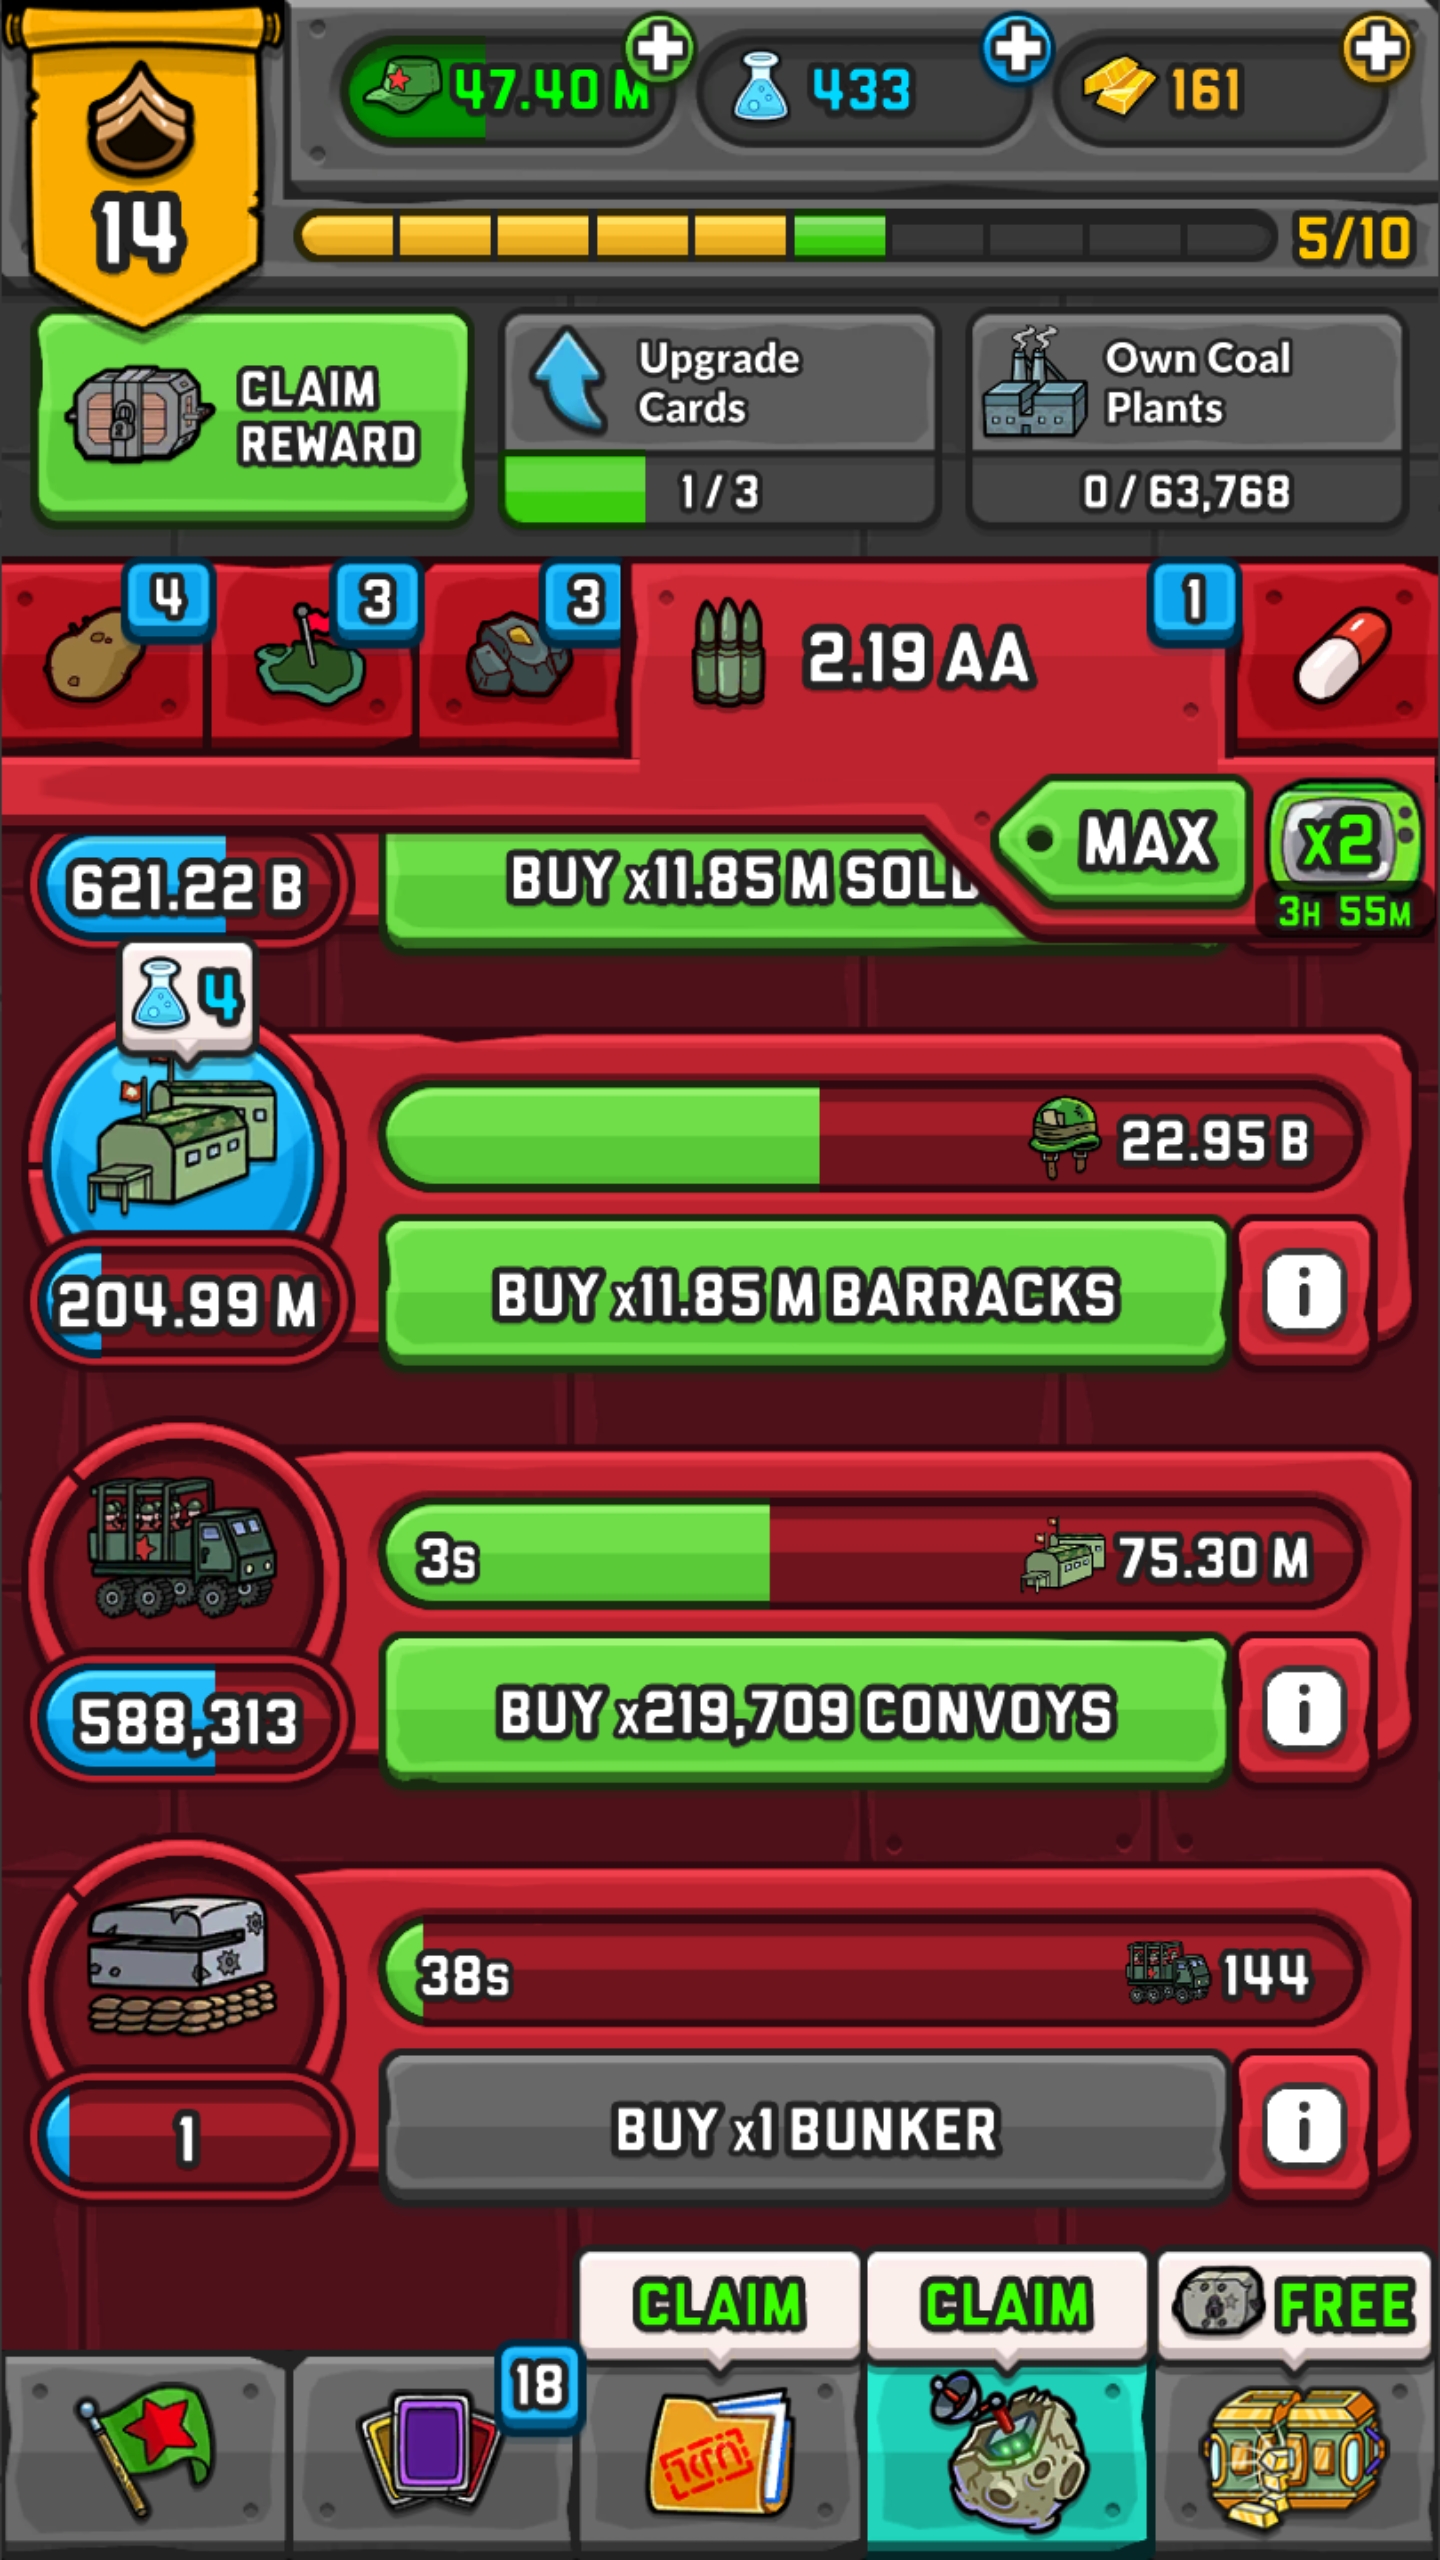 47.40 M
433
161
14
5/10
CLAIM
REWARD
Upgrade
Cards
1 / 3
Own Coal
Plants
0 / 63,768
4
3
3
2.19 AA
1
MAX
x2
3H 55M
621.22 B
BUY x11.85 M SOLD
4
22.95 B
204.99 M
BUY x11.85 M BARRACKS
i
3s
75.30 M
588,313
BUY x219,709 CONVOYS
i
38s
144
1
BUY x1 BUNKER
i
CLAIM
CLAIM
FREE
18